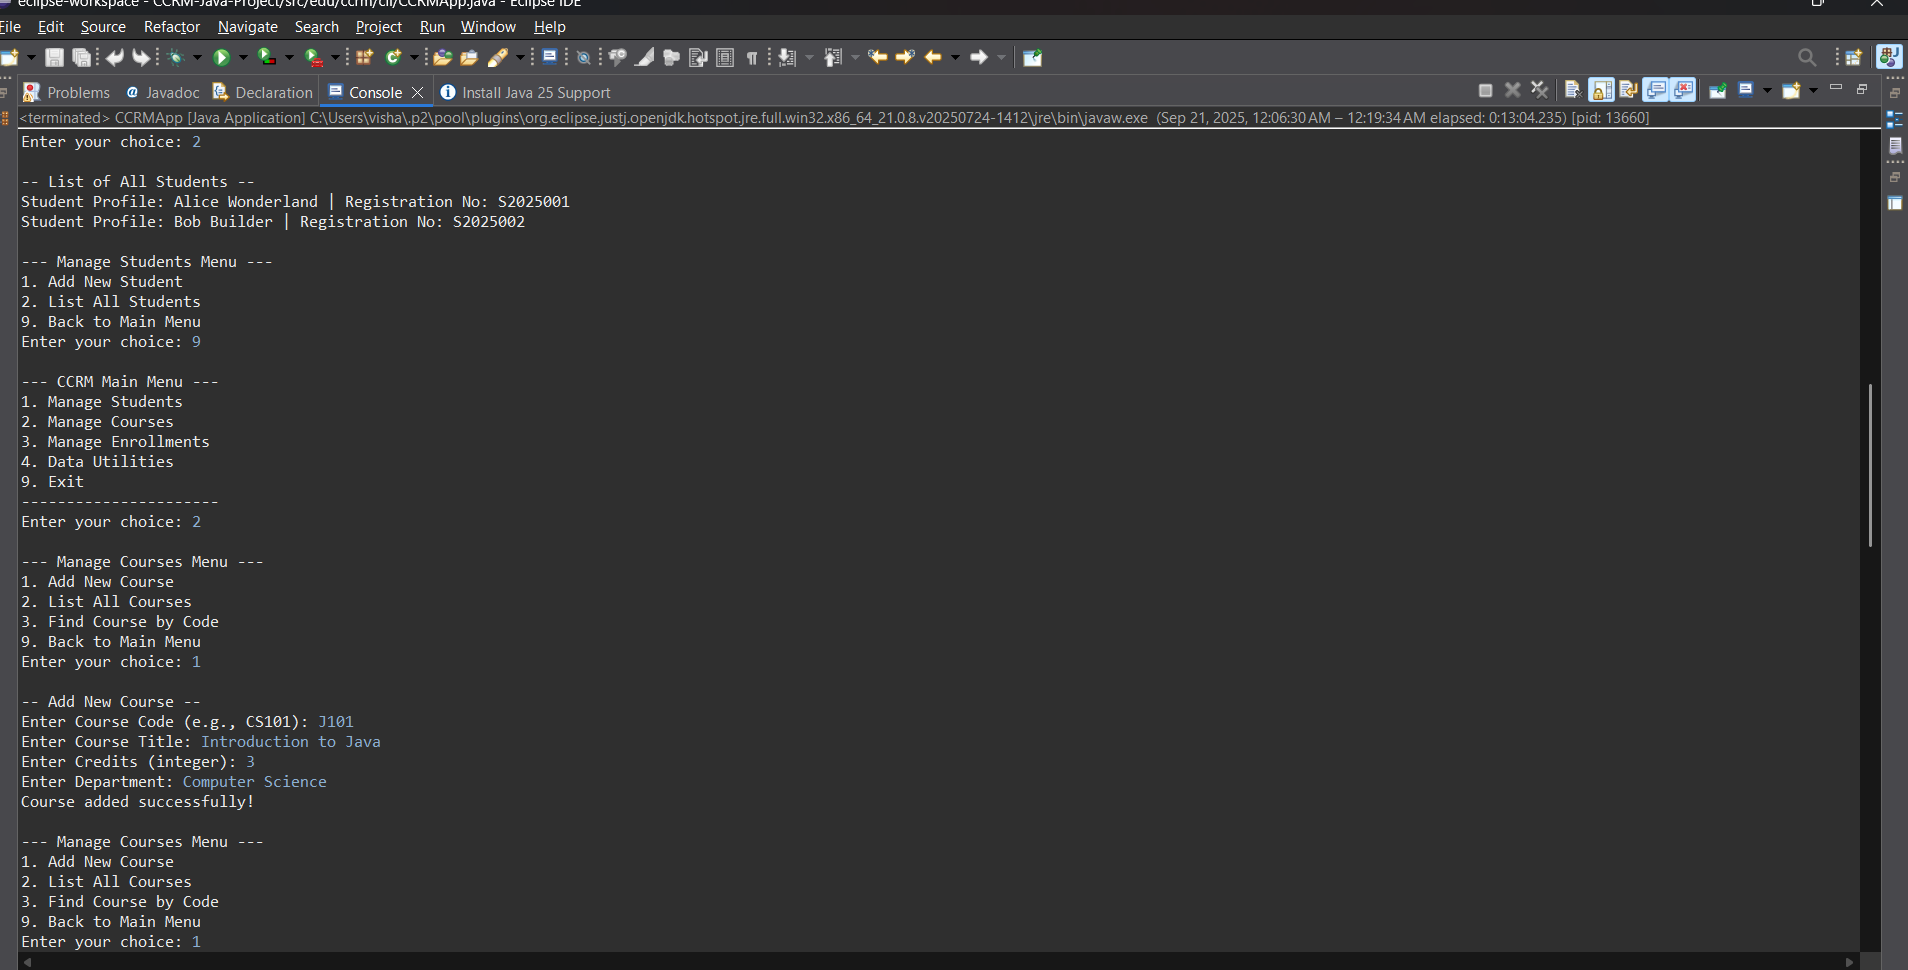 eclipse-workspace - CCRM-Java-Project/src/edu/ccrm/cli/CCRMApp.java - Eclipse IDE
File Edit Source Refactor Navigate Search Project Run Window Help
Problems @ Javadoc Declaration Console Install Java 25 Support
<terminated> CCRMApp [Java Application] C:\Users\visha\.p2\pool\plugins\org.eclipse.justj.openjdk.hotspot.jre.full.win32.x86_64_21.0.8.v20250724-1412\jre\bin\javaw.exe (Sep 21, 2025, 12:06:30 AM – 12:19:34 AM elapsed: 0:13:04.235) [pid: 13660]
Enter your choice: 2
-- List of All Students --
Student Profile: Alice Wonderland | Registration No: S2025001
Student Profile: Bob Builder | Registration No: S2025002
--- Manage Students Menu ---
1. Add New Student
2. List All Students
9. Back to Main Menu
Enter your choice: 9
--- CCRM Main Menu ---
1. Manage Students
2. Manage Courses
3. Manage Enrollments
4. Data Utilities
9. Exit
----------------------
Enter your choice: 2
--- Manage Courses Menu ---
1. Add New Course
2. List All Courses
3. Find Course by Code
9. Back to Main Menu
Enter your choice: 1
-- Add New Course --
Enter Course Code (e.g., CS101): J101
Enter Course Title: Introduction to Java
Enter Credits (integer): 3
Enter Department: Computer Science
Course added successfully!
--- Manage Courses Menu ---
1. Add New Course
2. List All Courses
3. Find Course by Code
9. Back to Main Menu
Enter your choice: 1